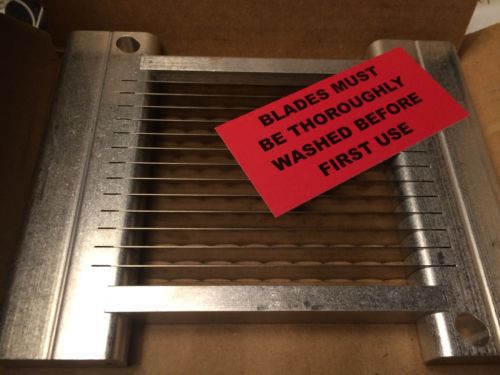 BLADES MUST
BE THOROUGHLY
WASHED BEFORE
FIRST USE